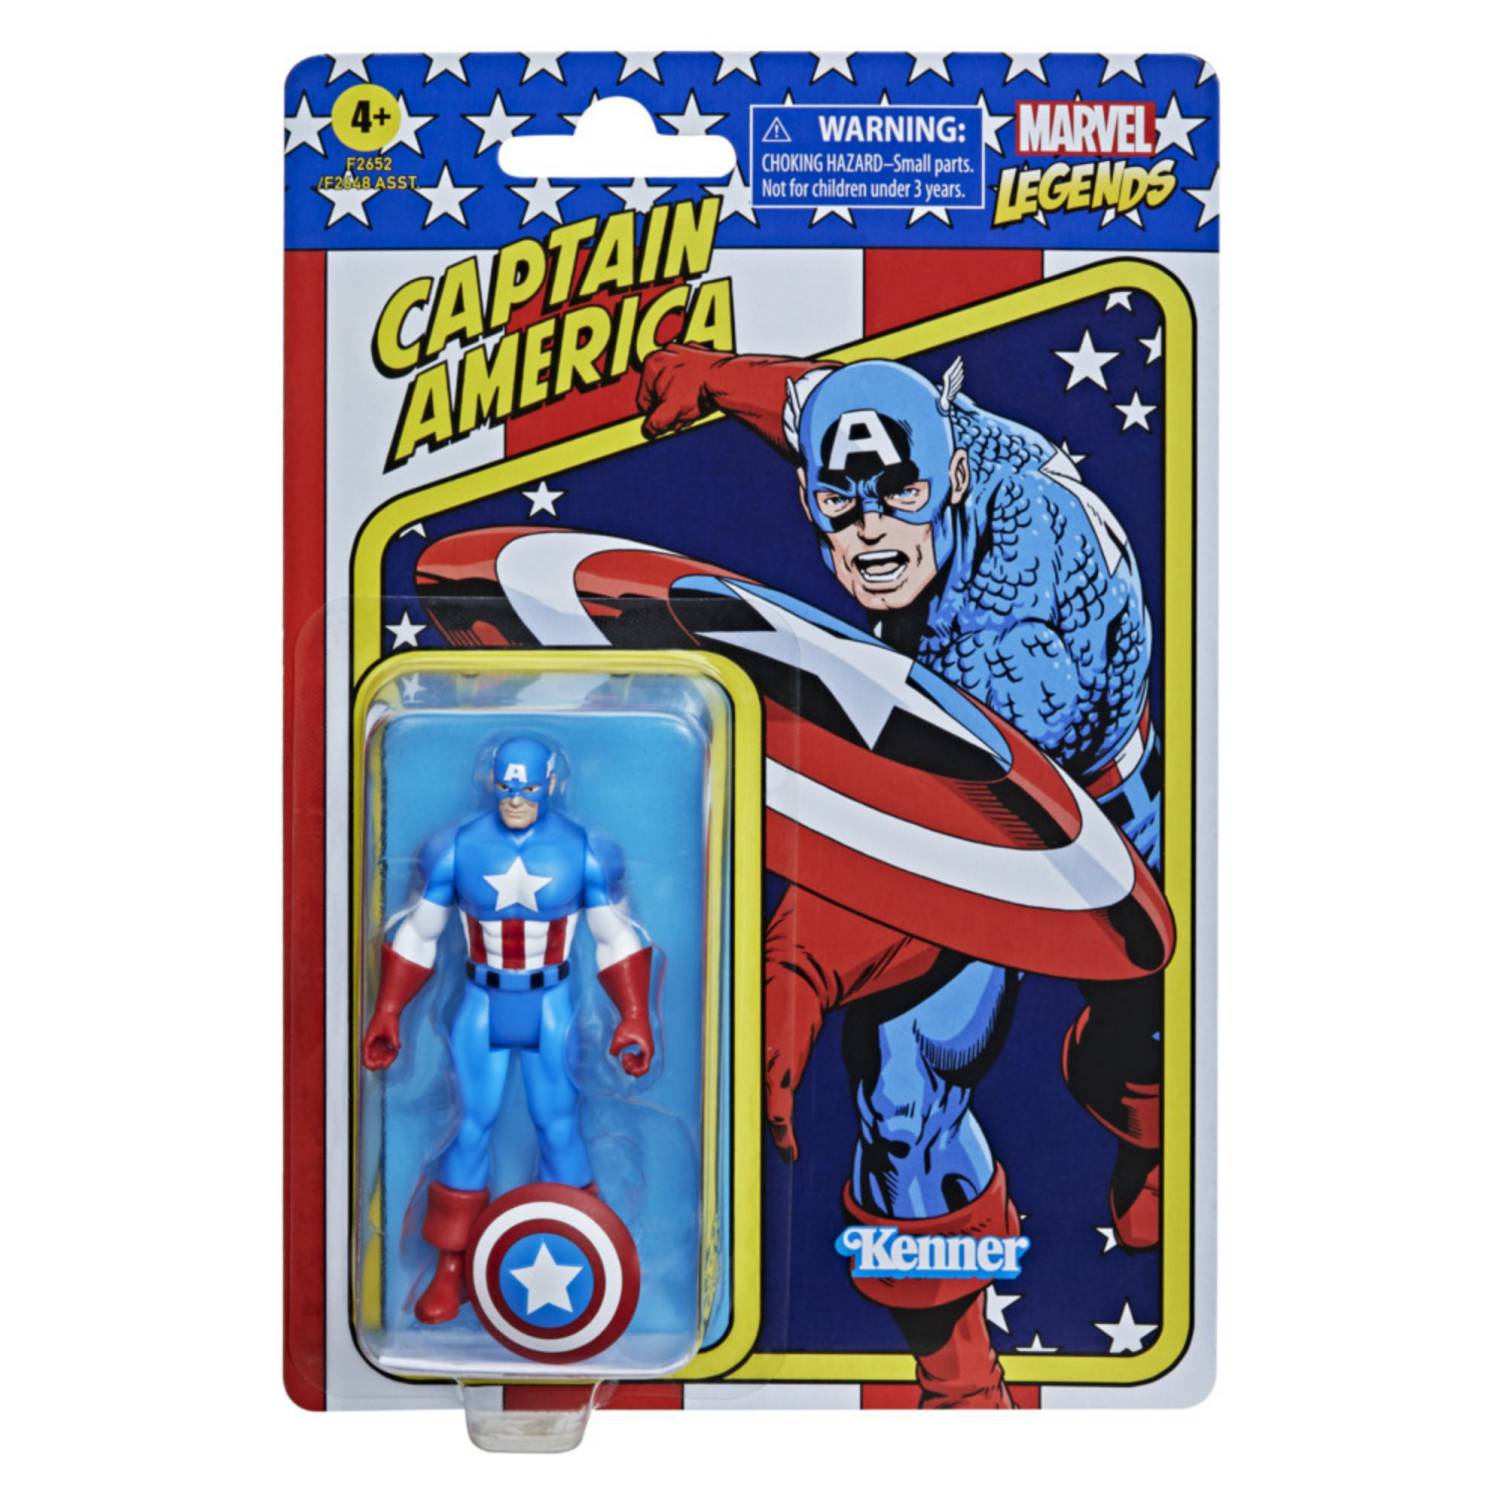 4+
F2652
/F2648 ASST.
WARNING:
CHOKING HAZARD–Small parts.
Not for children under 3 years.
MARVEL
LEGENDS
CAPTAIN
AMERICA
A
A
Kenner